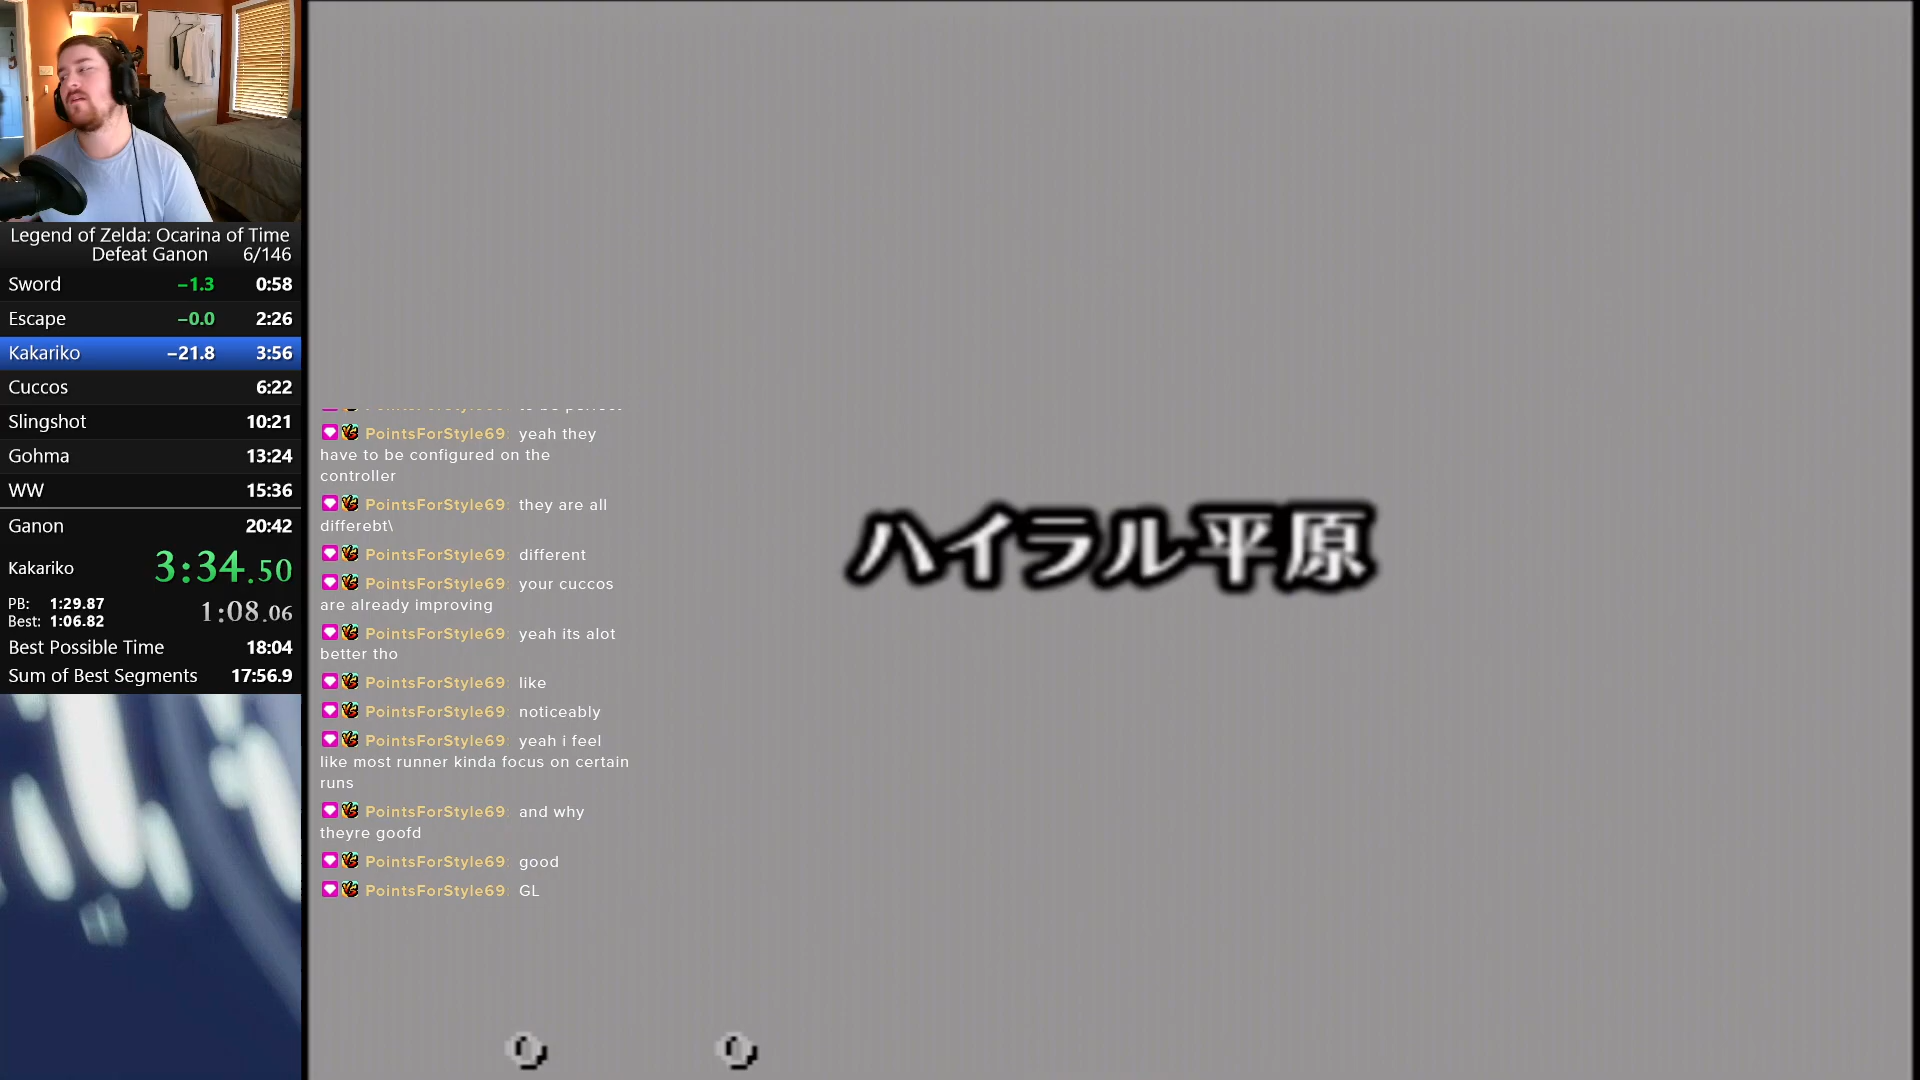 Legend of Zelda: Ocarina of Time
Defeat Ganon 6/146
Sword −1.3 0:58
Escape −0.0 2:26
Kakariko −21.8 3:56
Cuccos 6:22
Slingshot 10:21
Gohma 13:24
WW 15:36
Ganon 20:42
Kakariko 3:34.50
PB: 1:29.87
Best: 1:06.82
1:08.06
Best Possible Time 18:04
Sum of Best Segments 17:56.9
PointsForStyle69: yeah they
have to be configured on the
controller
PointsForStyle69: they are all
differebt\
PointsForStyle69: different
PointsForStyle69: your cuccos
are already improving
PointsForStyle69: yeah its alot
better tho
PointsForStyle69: like
PointsForStyle69: noticeably
PointsForStyle69: yeah i feel
like most runner kinda focus on certain
runs
PointsForStyle69: and why
theyre goofd
PointsForStyle69: good
PointsForStyle69: GL
ハイラル平原
0 0